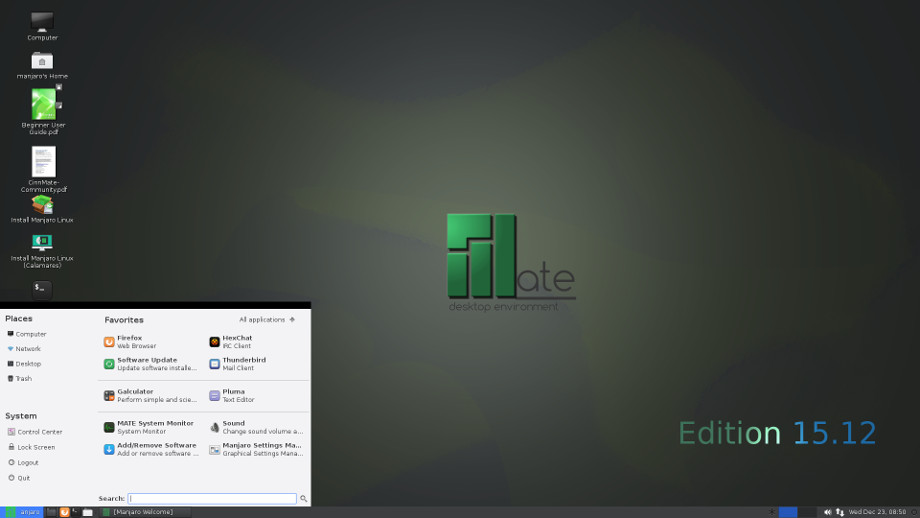 Computer
manjaro's Home
Beginner User
Guide.pdf
CinnMate-
Community.pdf
Install Manjaro Linux
Install Manjaro Linux
(Calamares)
$_
ate
desktop environment
Edition 15.12
Places
Computer
Network
Desktop
Trash
System
Control Center
Lock Screen
Logout
Quit
Favorites
All applications
Firefox
Web Browser
HexChat
IRC Client
Software Update
Update software installe...
Thunderbird
Mail Client
Galculator
Perform simple and scie...
Pluma
Text Editor
MATE System Monitor
System Monitor
Sound
Change sound volume a...
Add/Remove Software
Add or remove software ...
Manjaro Settings Ma...
Graphical Settings Mana...
Search:
anjaro
[Manjaro Welcome]
Wed Dec 23, 08:50